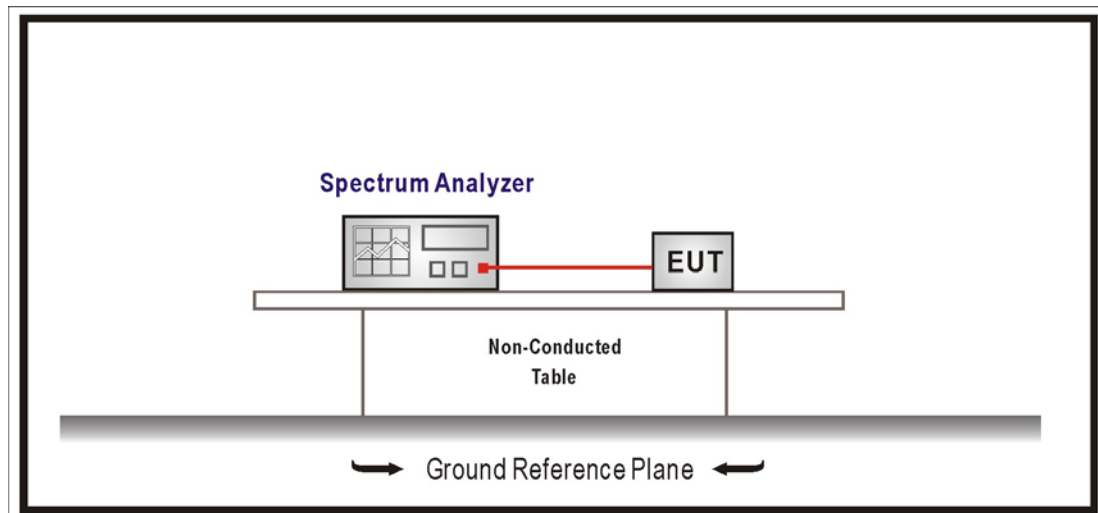 Spectrum Analyzer
EUT
Non-Conducted
Table
Ground Reference Plane